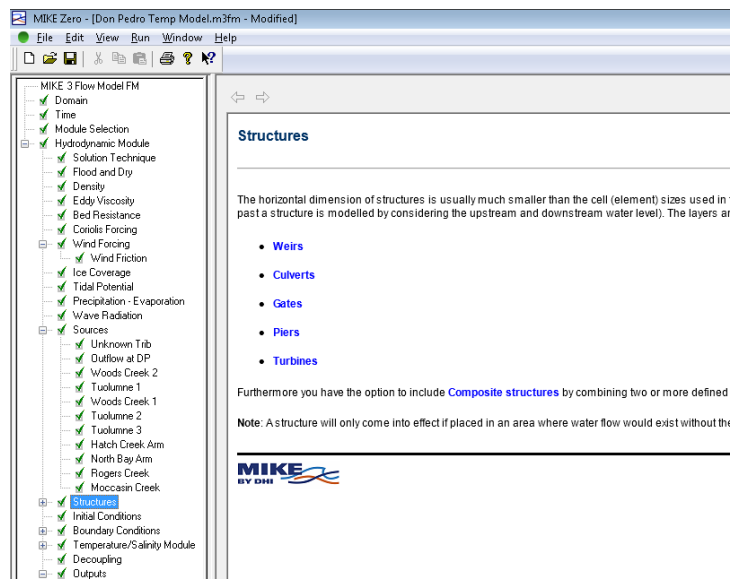 MIKE Zero - [Don Pedro Temp Model.m3fm - Modified]
File Edit View Run Window Help
MIKE 3 Flow Model FM
Domain
Time
Module Selection
Hydrodynamic Module
Solution Technique
Flood and Dry
Density
Eddy Viscosity
Bed Resistance
Coriolis Forcing
Wind Forcing
Wind Friction
Ice Coverage
Tidal Potential
Precipitation - Evaporation
Wave Radiation
Sources
Unknown Trib
Outflow at DP
Woods Creek 2
Tuolumne 1
Woods Creek 1
Tuolumne 2
Tuolumne 3
Hatch Creek Arm
North Bay Arm
Rogers Creek
Moccasin Creek
Structures
Initial Conditions
Boundary Conditions
Temperature/Salinity Module
Decoupling
Outputs
Structures
The horizontal dimension of structures is usually much smaller than the cell (element) sizes used in
past a structure is modelled by considering the upstream and downstream water level). The layers
• Weirs
• Culverts
• Gates
• Piers
• Turbines
Furthermore you have the option to include Composite structures by combining two or more defined
Note: A structure will only come into effect if placed in an area where water flow would exist without
MIKE
BY DHI